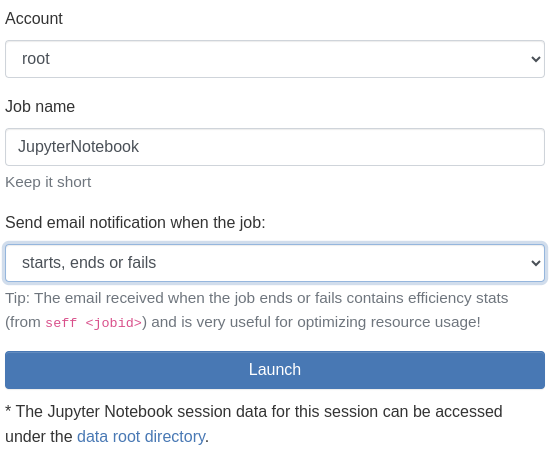 Account
root
Job name
JupyterNotebook
Keep it short
Send email notification when the job:
starts, ends or fails
Tip: The email received when the job ends or fails contains efficiency stats
(from seff <jobid>) and is very useful for optimizing resource usage!
Launch
* The Jupyter Notebook session data for this session can be accessed
under the data root directory.